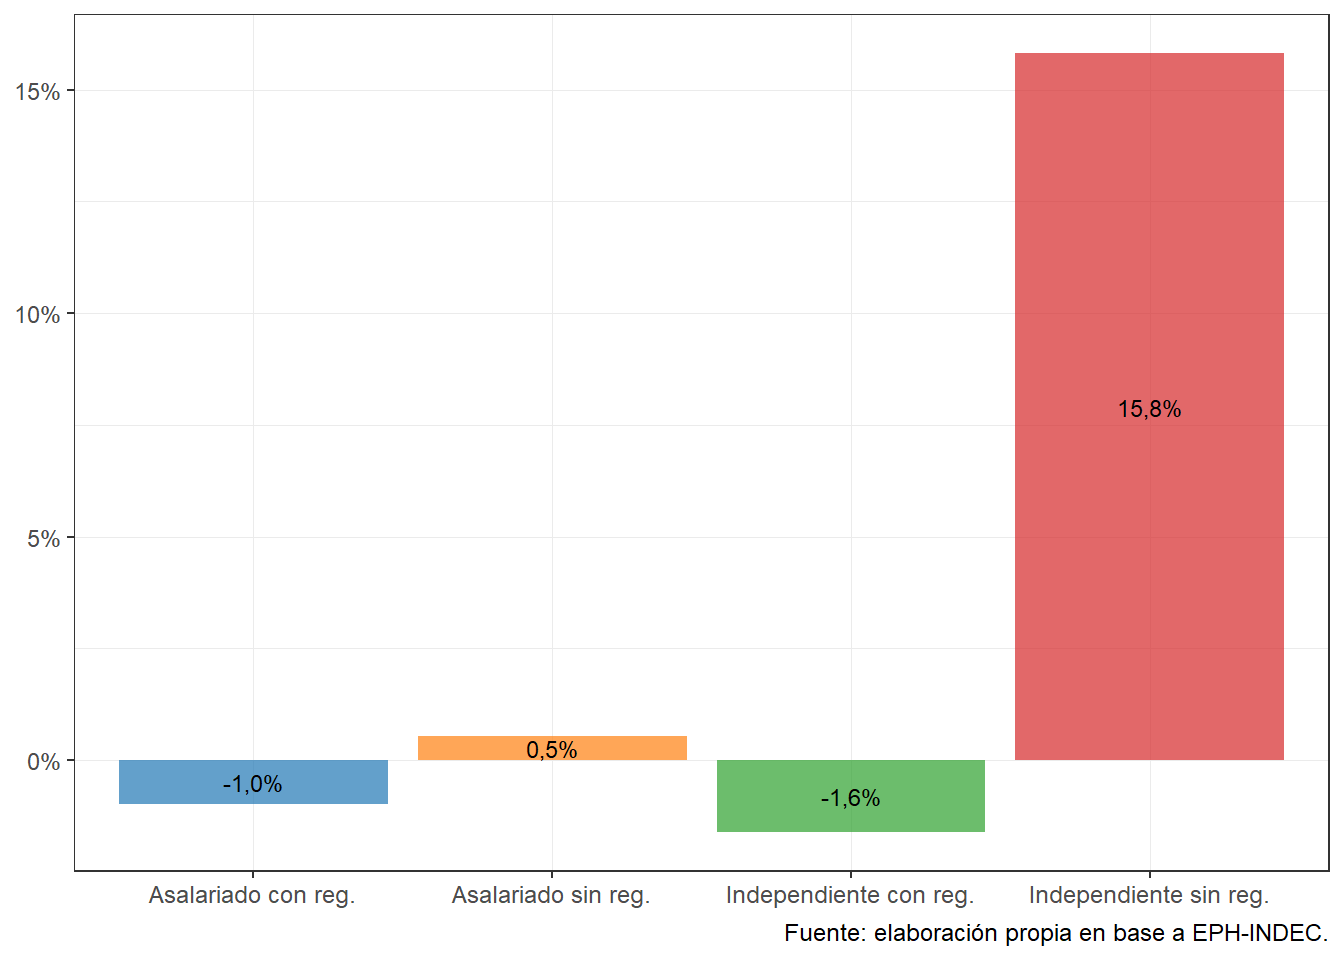 15%
10%
5%
0%
15,8%
0,5%
-1,0%
-1,6%
Asalariado con reg.
Asalariado sin reg.
Independiente con reg.
Independiente sin reg.
Fuente: elaboración propia en base a EPH-INDEC.